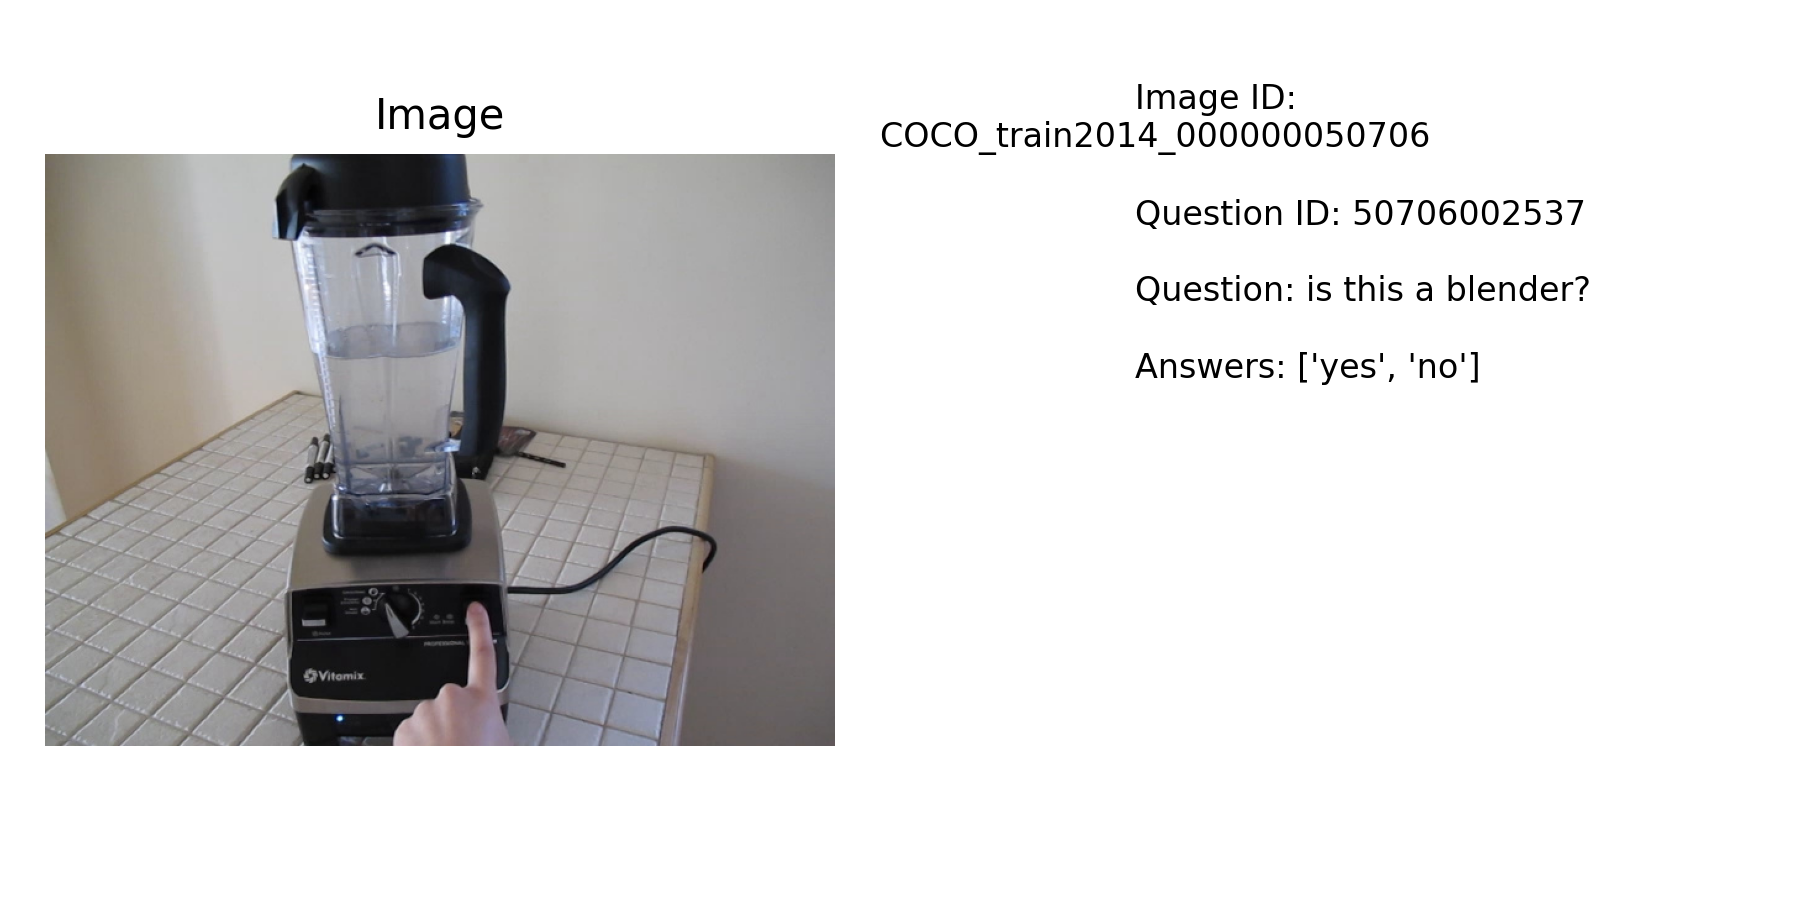 Image
Image ID:
COCO_train2014_000000050706
Question ID: 50706002537
Question: is this a blender?
Answers: ['yes', 'no']
PROFESSIONAL
Vitamix